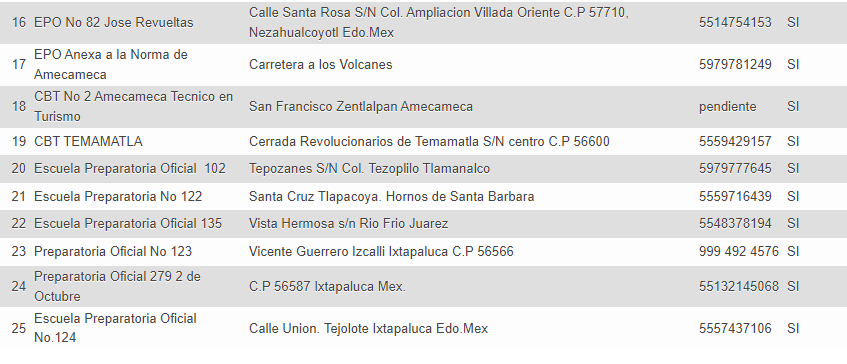 16 EPO No 82 Jose Revueltas Calle Santa Rosa S/N Col. Ampliacion Villada Oriente C.P 57710, Nezahualcoyotl Edo.Mex 5514754153 SI
17 EPO Anexa a la Norma de Amecameca Carretera a los Volcanes 5979781249 SI
18 CBT No 2 Amecameca Tecnico en Turismo San Francisco Zentlalpan Amecameca pendiente SI
19 CBT TEMAMATLA Cerrada Revolucionarios de Temamatla S/N centro C.P 56600 5559429157 SI
20 Escuela Preparatoria Oficial 102 Tepozanes S/N Col. Tezoplilo Tlamanalco 5979777645 SI
21 Escuela Preparatoria No 122 Santa Cruz Tlapacoya. Hornos de Santa Barbara 5559716439 SI
22 Escuela Preparatoria Oficial 135 Vista Hermosa s/n Rio Frio Juarez 5548378194 SI
23 Preparatoria Oficial No 123 Vicente Guerrero Izcalli Ixtapaluca C.P 56566 999 492 4576 SI
24 Preparatoria Oficial 279 2 de Octubre C.P 56587 Ixtapaluca Mex. 55132145068 SI
25 Escuela Preparatoria Oficial No.124 Calle Union. Tejolote Ixtapaluca Edo.Mex 5557437106 SI